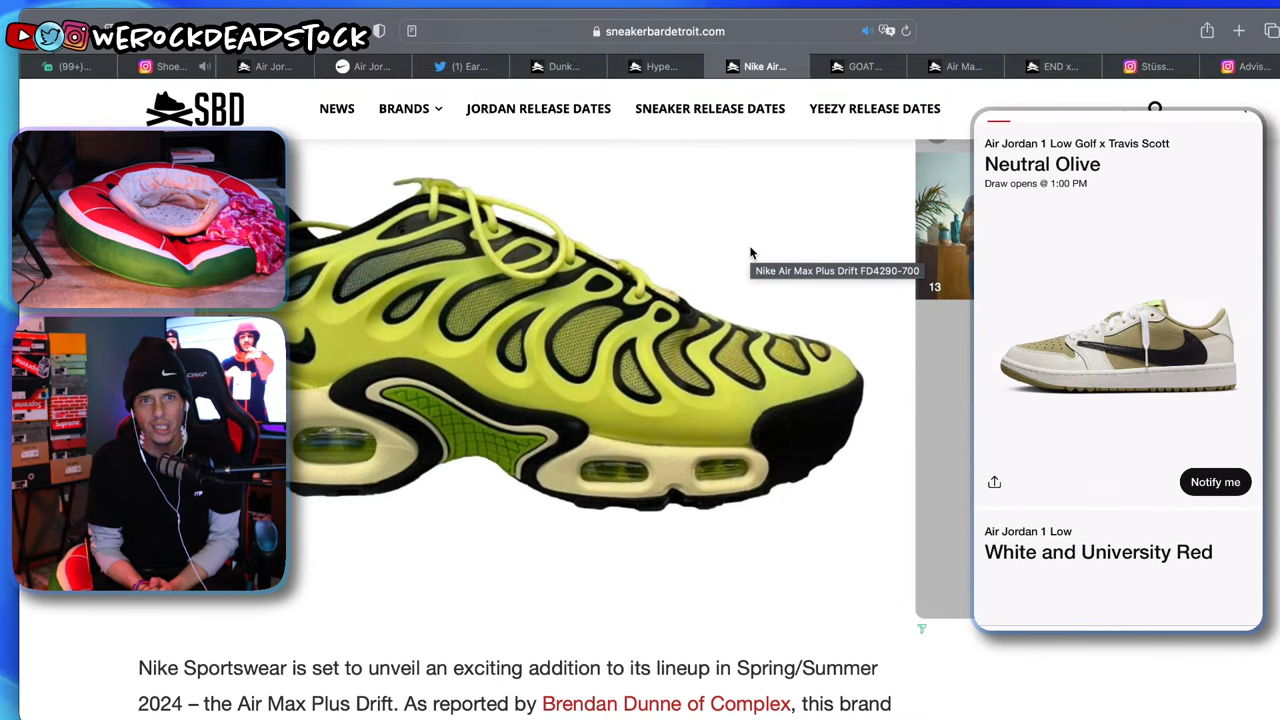 WEROCKDEADSTOCK
sneakerbardetroit.com
(99+)...
Shoe...
Air Jor...
Air Jor...
(1) Ear...
Dunk...
Hype...
Nike Air...
GOAT...
Air Ma...
END x...
Stüss...
Advis...
SBD
NEWS
BRANDS
JORDAN RELEASE DATES
SNEAKER RELEASE DATES
YEEZY RELEASE DATES
Air Jordan 1 Low Golf x Travis Scott
Neutral Olive
Draw opens @ 1:00 PM
Nike Air Max Plus Drift FD4290-700
13
Supreme
Notify me
Air Jordan 1 Low
White and University Red
Nike Sportswear is set to unveil an exciting addition to its lineup in Spring/Summer
2024 – the Air Max Plus Drift. As reported by Brendan Dunne of Complex, this brand